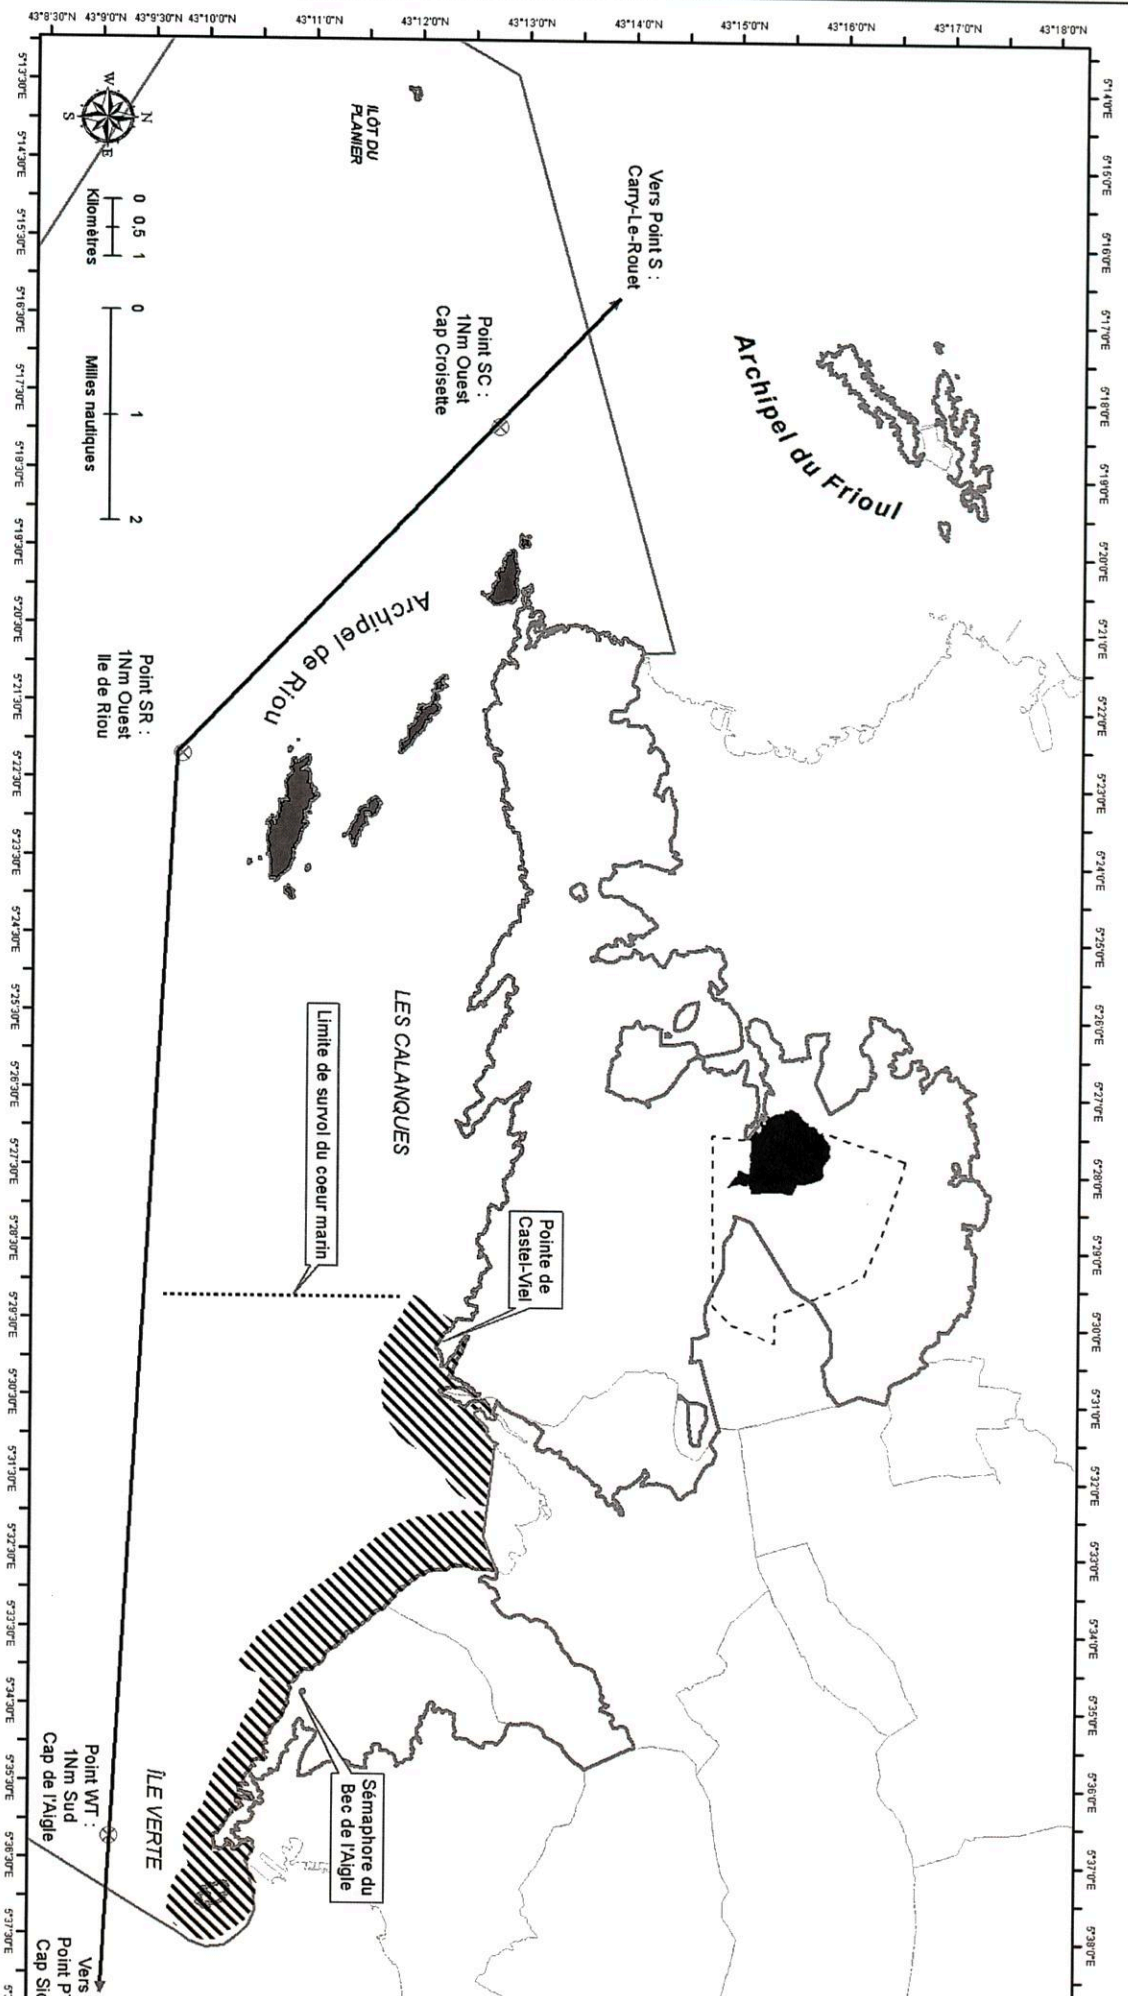 5°14'0"E 5°15'0"E 5°16'0"E 5°17'0"E 5°18'0"E 5°19'0"E 5°20'0"E 5°21'0"E 5°22'0"E 5°23'0"E 5°24'0"E 5°25'0"E 5°26'0"E 5°27'0"E 5°28'0"E 5°29'0"E 5°30'0"E 5°31'0"E 5°32'0"E 5°33'0"E 5°34'0"E 5°35'0"E 5°36'0"E 5°37'0"E 5°38'0"E
43°18'0"N
43°17'0"N
43°16'0"N
43°15'0"N
43°14'0"N
43°13'0"N
43°12'0"N
43°11'0"N
43°10'0"N
43°9'30"N
43°9'0"N
43°8'30"N
Archipel du Frioul
Vers Point S :
Carry-Le-Rouet
Pointe de
Castel-Viel
Point SC :
1Nm Ouest
Cap Croisette
Archipel de Riou
LES CALANQUES
ILÔT DU
PLANIER
Sémaphore du
Bec de l'Aigle
Limite de survol du coeur marin
Point SR :
1Nm Ouest
Ile de Riou
ÎLE VERTE
Point WT :
1Nm Sud
Cap de l'Aigle
Vers
Point P
Cap Sic
N
W
E
S
0 0,5 1
Kilomètres
0 1 2
Milles nautiques
5°13'30"E 5°14'30"E 5°15'30"E 5°16'30"E 5°17'30"E 5°18'30"E 5°19'30"E 5°20'30"E 5°21'30"E 5°22'30"E 5°23'30"E 5°24'30"E 5°25'30"E 5°26'30"E 5°27'30"E 5°28'30"E 5°29'30"E 5°30'30"E 5°31'30"E 5°32'30"E 5°33'30"E 5°34'30"E 5°35'30"E 5°36'30"E 5°37'30"E